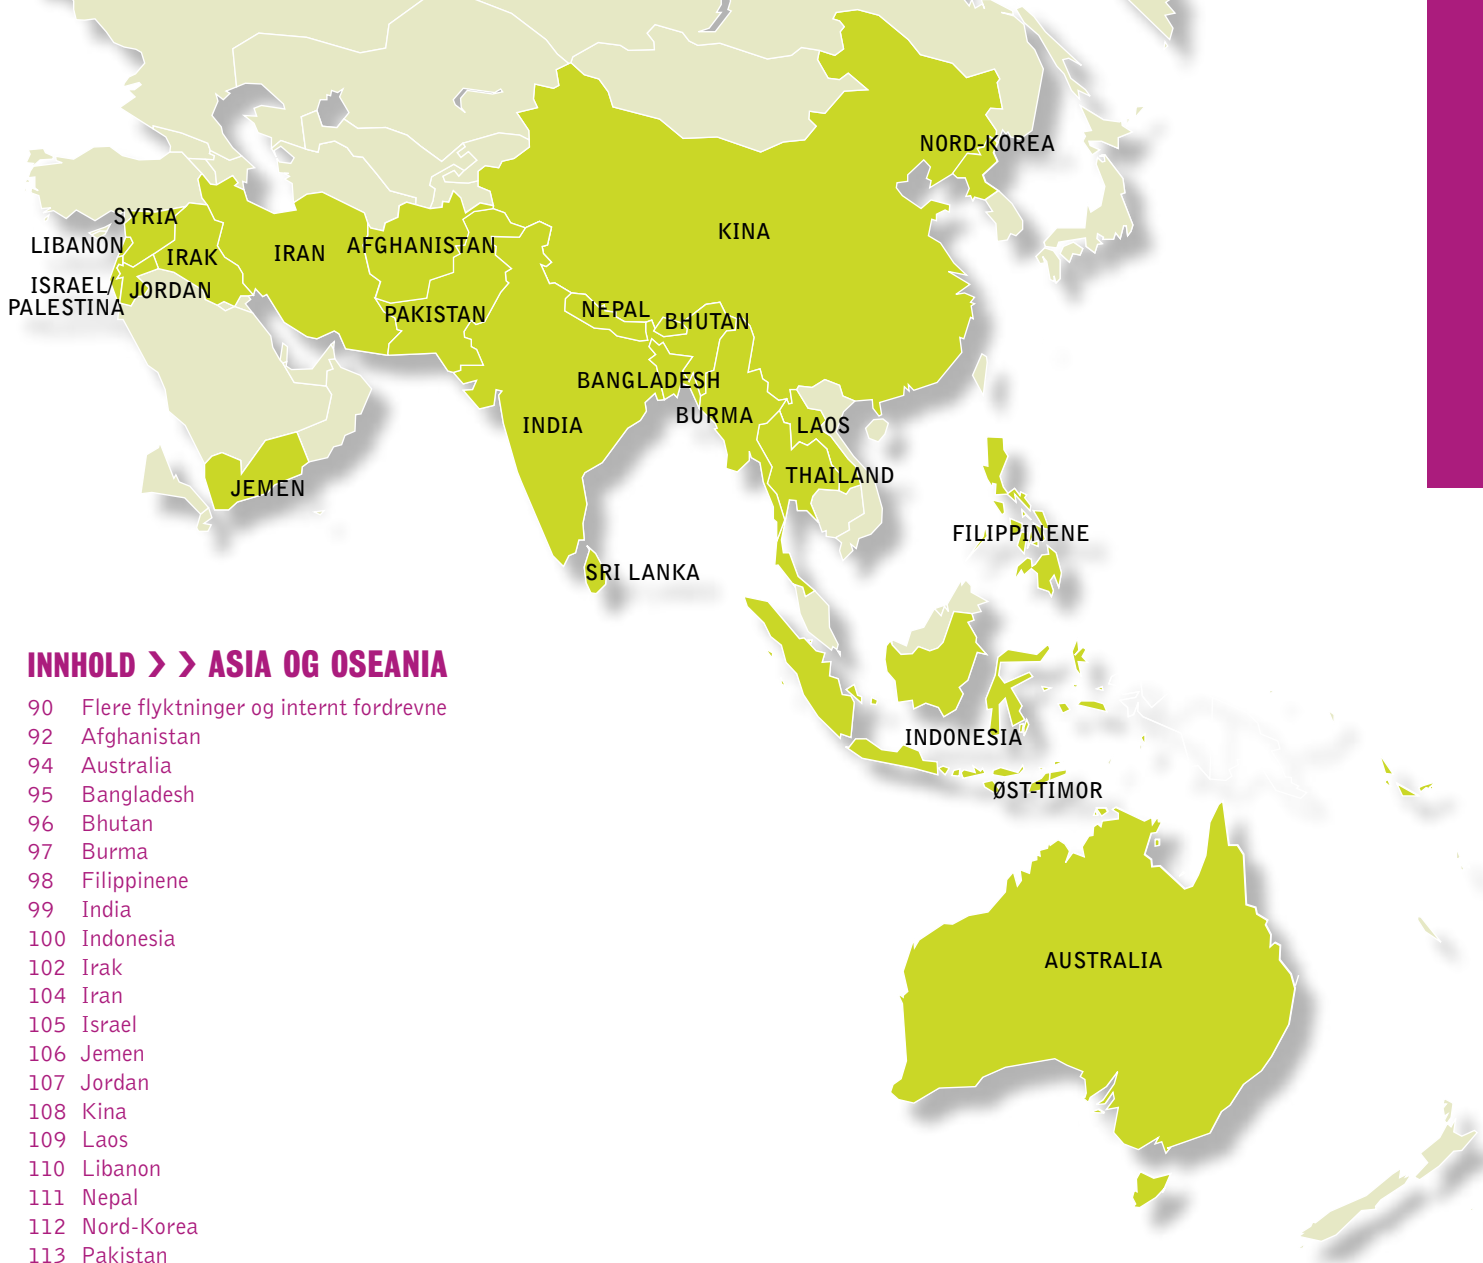 NORD-KOREA
SYRIA
KINA
LIBANON
IRAK
IRAN
AFGHANISTAN
ISRAEL/
PALESTINA
JORDAN
PAKISTAN
NEPAL
BHUTAN
BANGLADESH
BURMA
INDIA
LAOS
THAILAND
JEMEN
FILIPPINENE
SRI LANKA
INDONESIA
ØST-TIMOR
AUSTRALIA
INNHOLD > > ASIA OG OSEANIA
90 Flere flyktninger og internt fordrevne
92 Afghanistan
94 Australia
95 Bangladesh
96 Bhutan
97 Burma
98 Filippinene
99 India
100 Indonesia
102 Irak
104 Iran
105 Israel
106 Jemen
107 Jordan
108 Kina
109 Laos
110 Libanon
111 Nepal
112 Nord-Korea
113 Pakistan